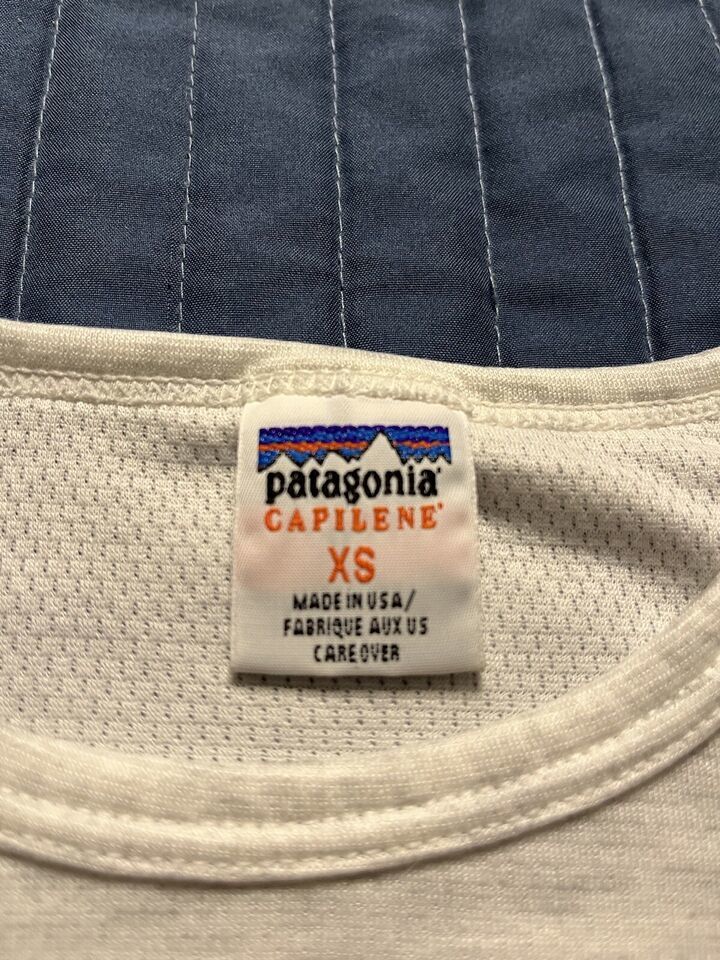 patagonia®
CAPILENE®
XS
MADE IN USA/
FABRIQUE AUX US
CARE OVER